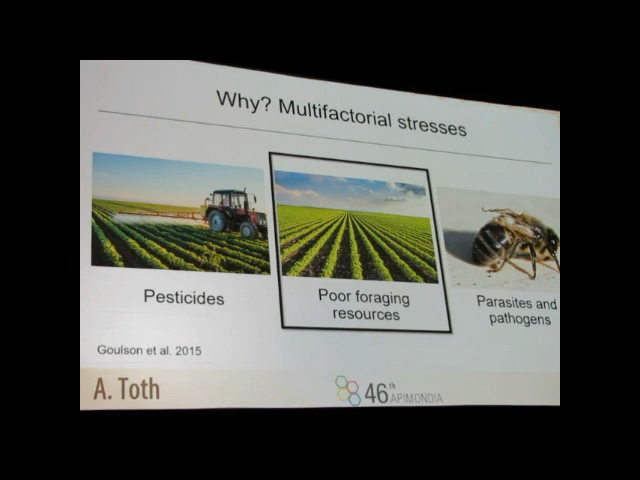 Why? Multifactorial stresses
Pesticides
Poor foraging
resources
Parasites and
pathogens
Goulson et al. 2015
A. Toth
46th APIMONDIA